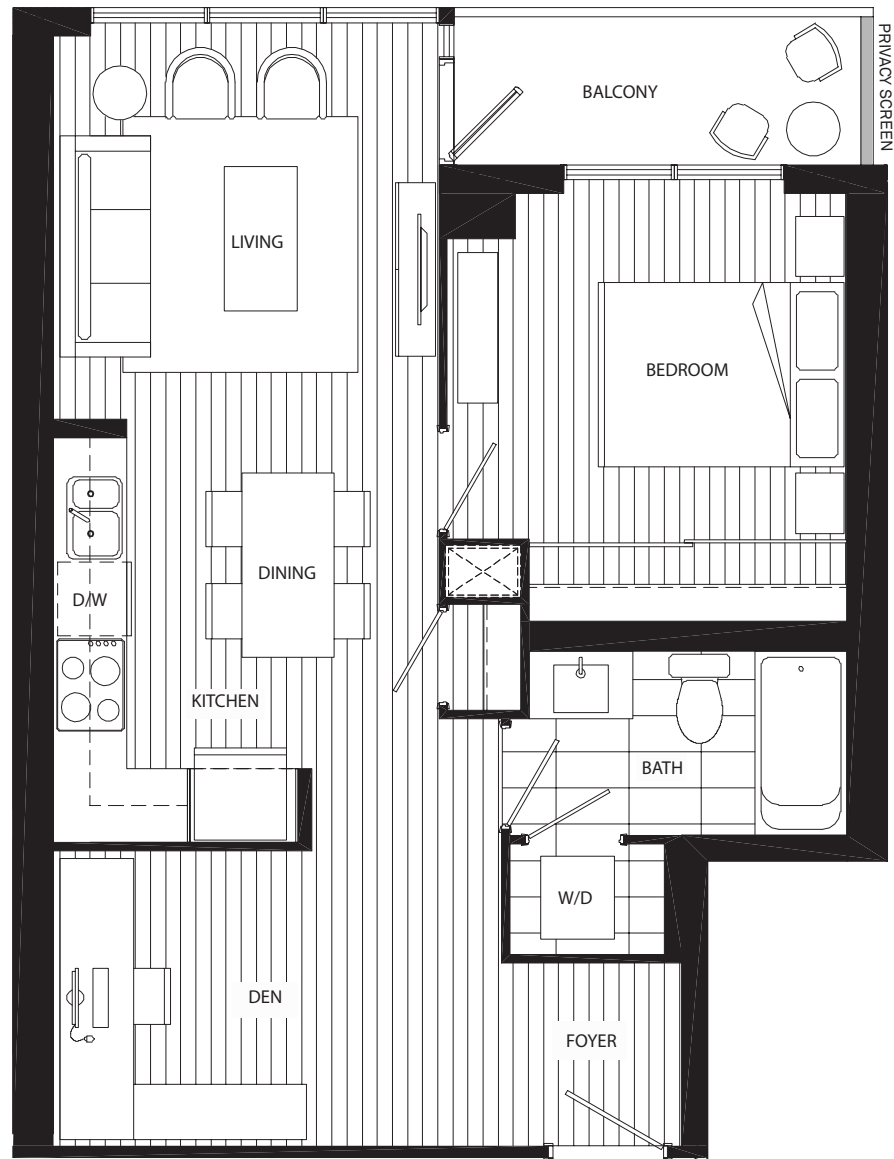 PRIVACY SCREEN
BALCONY
LIVING
BEDROOM
DINING
D/W
KITCHEN
BATH
W/D
DEN
FOYER